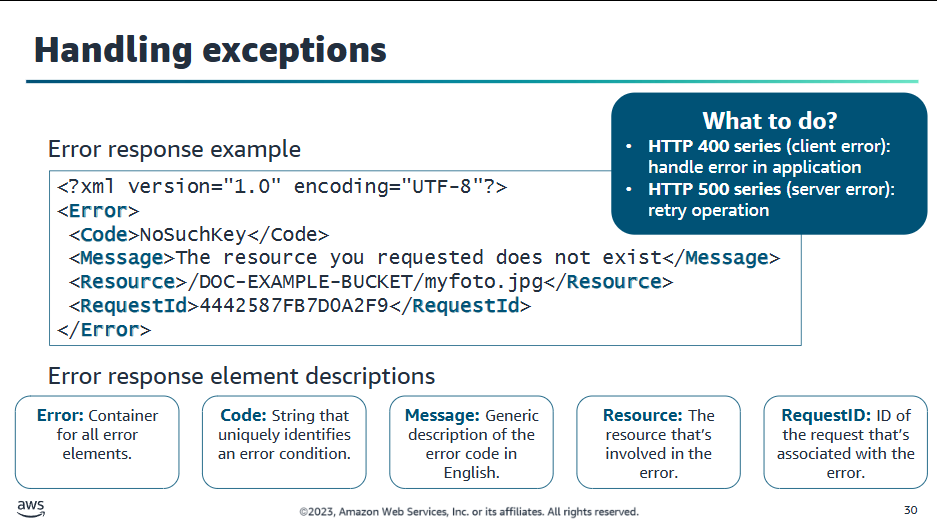 Handling exceptions
What to do?
• HTTP 400 series (client error):
handle error in application
• HTTP 500 series (server error):
retry operation
Error response example
<?xml version="1.0" encoding="UTF-8"?>
<Error>
<Code>NoSuchKey</Code>
<Message>The resource you requested does not exist</Message>
<Resource>/DOC-EXAMPLE-BUCKET/myfoto.jpg</Resource>
<RequestId>4442587FB7D0A2F9</RequestId>
</Error>
Error response element descriptions
Error: Container
for all error
elements.
Code: String that
uniquely identifies
an error condition.
Message: Generic
description of the
error code in
English.
Resource: The
resource that’s
involved in the
error.
RequestID: ID of
the request that’s
associated with the
error.
aws
©2023, Amazon Web Services, Inc. or its affiliates. All rights reserved.
30